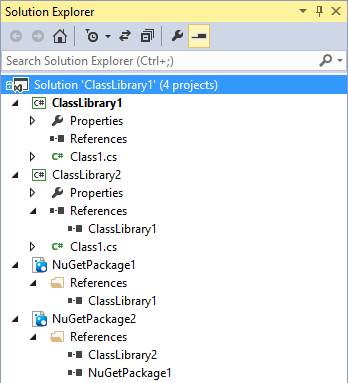 Solution Explorer
Search Solution Explorer (Ctrl+;)
Solution 'ClassLibrary1' (4 projects)
C# ClassLibrary1
Properties
References
C# Class1.cs
C# ClassLibrary2
Properties
References
ClassLibrary1
C# Class1.cs
NuGetPackage1
References
ClassLibrary1
NuGetPackage2
References
ClassLibrary2
NuGetPackage1